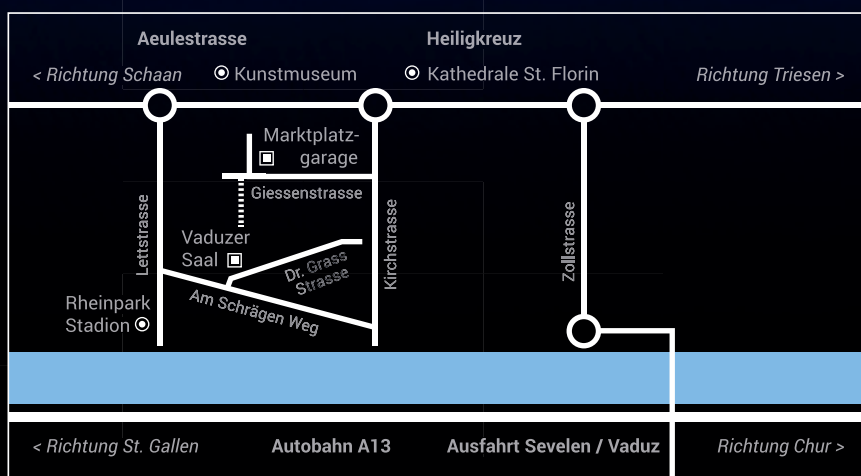 Aeulestrasse
Heiligkreuz
< Richtung Schaan
Kunstmuseum
Kathedrale St. Florin
Richtung Triesen >
Marktplatz-
garage
Giessenstrasse
Lettstrasse
Kirchstrasse
Zollstrasse
Vaduzer
Saal
Dr. Grass
Strasse
Am Schrägen Weg
Rheinpark
Stadion
< Richtung St. Gallen
Autobahn A13
Ausfahrt Sevelen / Vaduz
Richtung Chur >